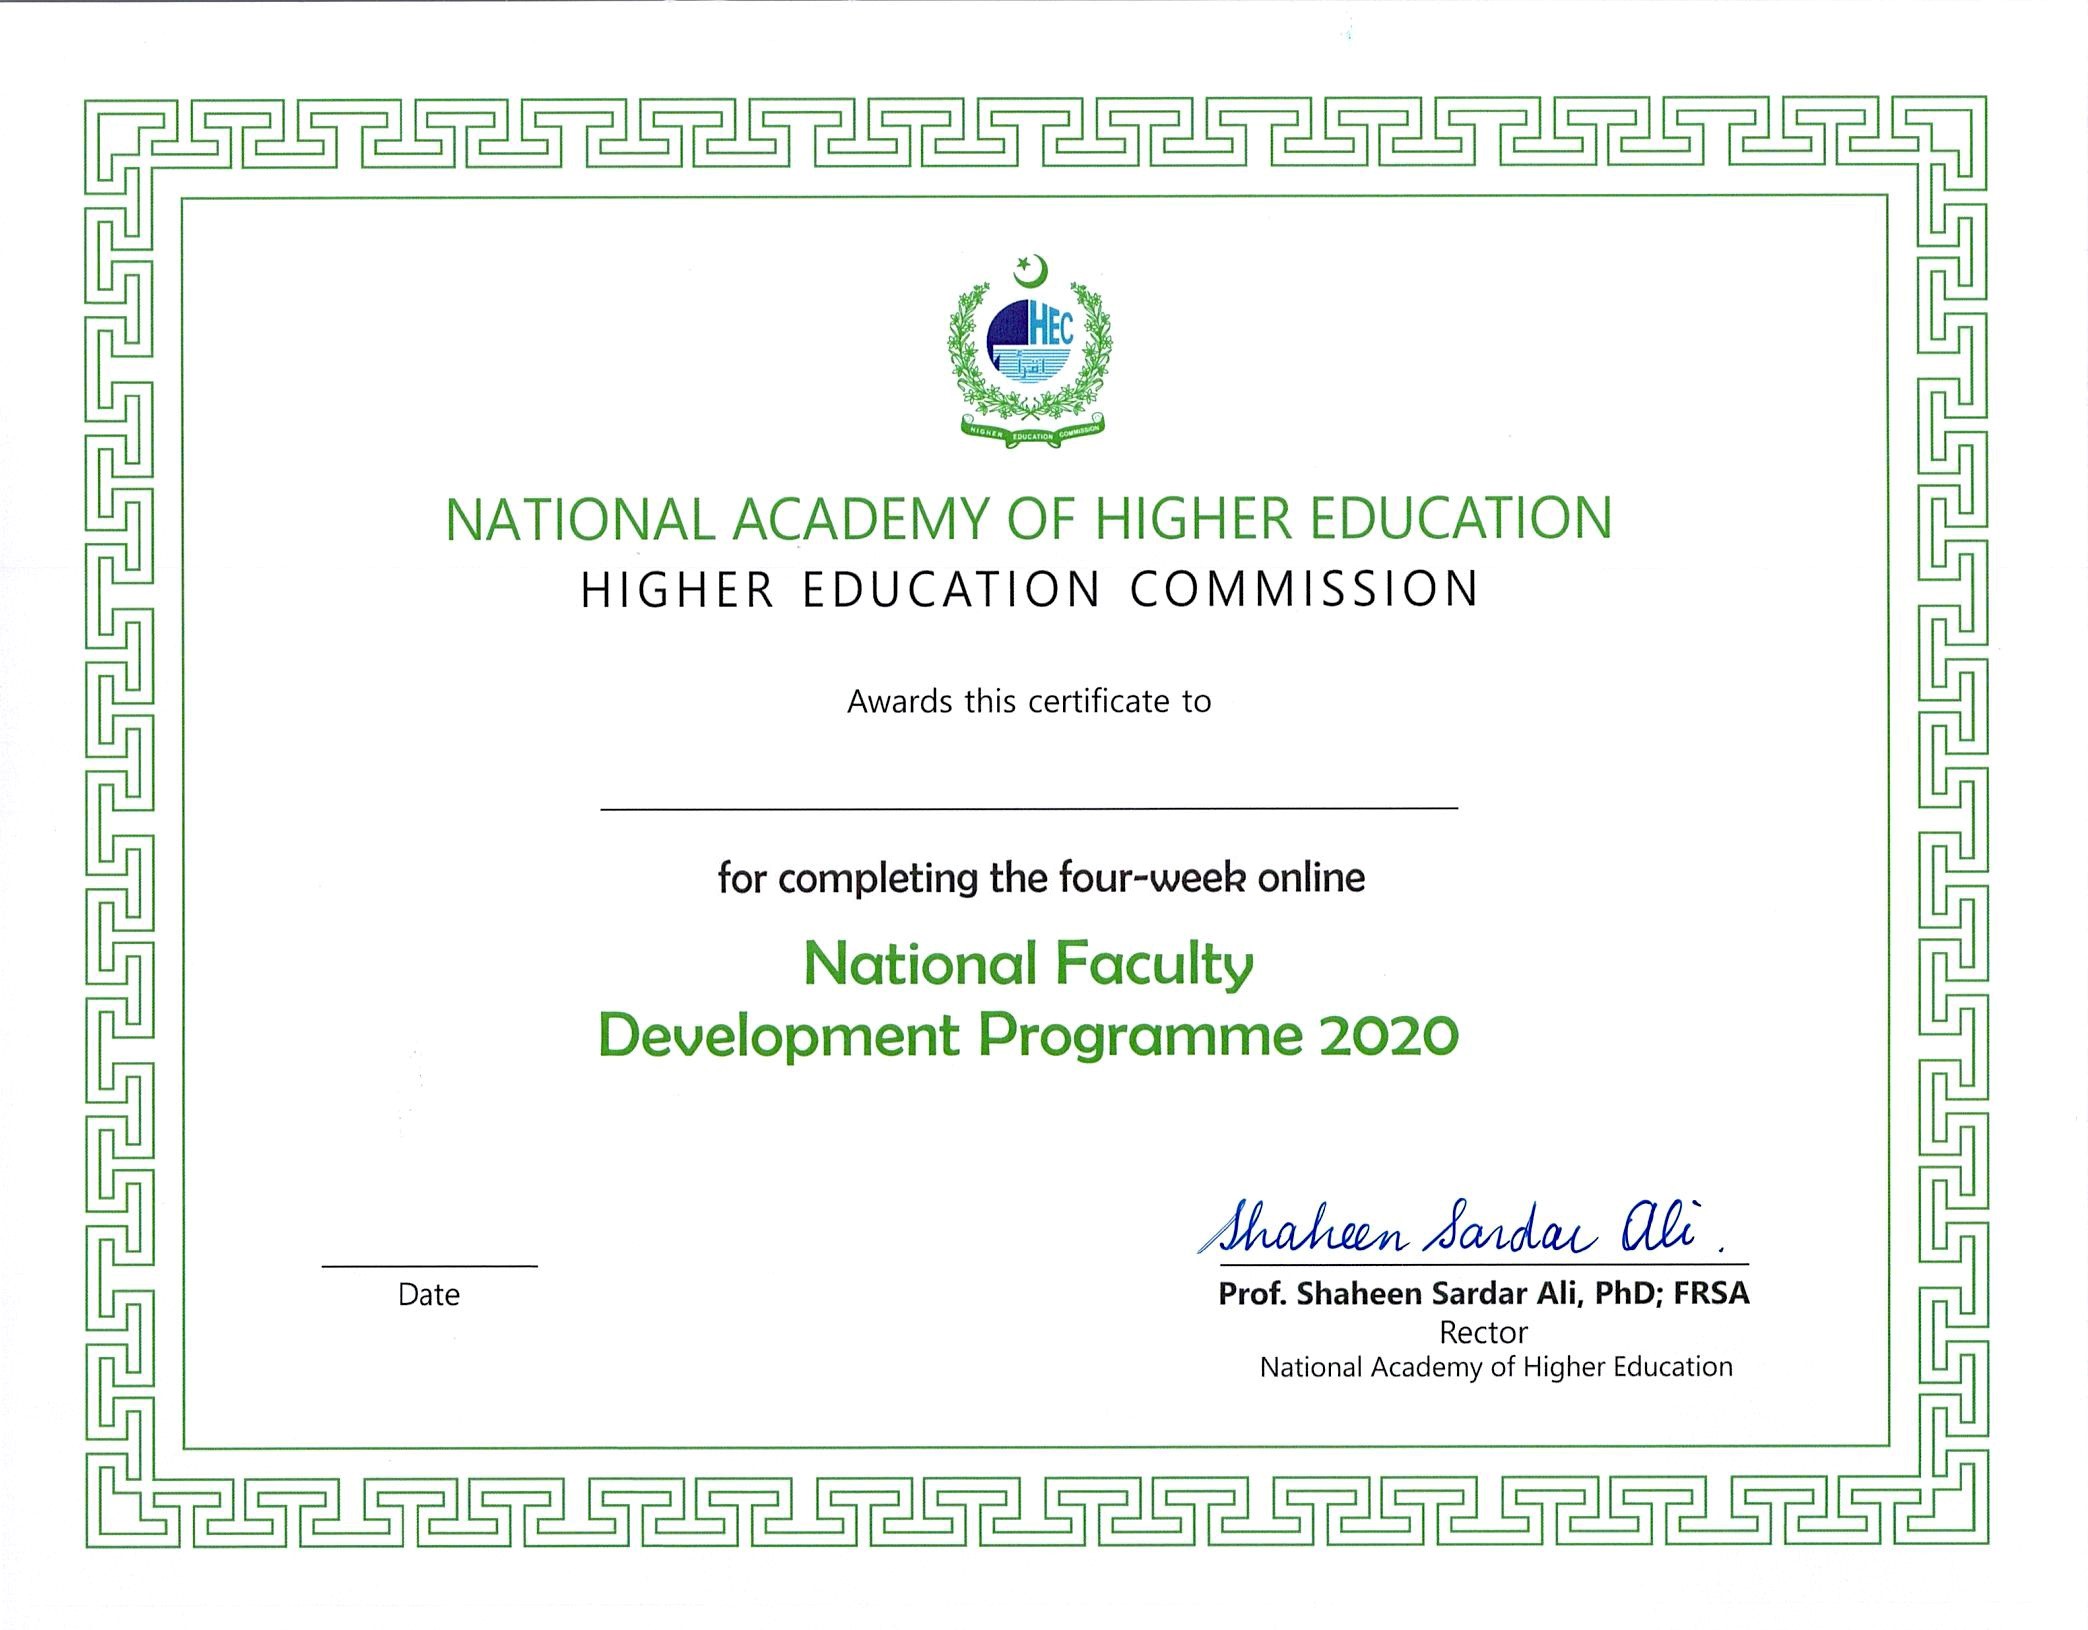 HEC
اقرأ
HIGHER EDUCATION COMMISSION
NATIONAL ACADEMY OF HIGHER EDUCATION
HIGHER EDUCATION COMMISSION
Awards this certificate to
for completing the four-week online
National Faculty
Development Programme 2020
Shaheen Sardar Ali.
Date
Prof. Shaheen Sardar Ali, PhD; FRSA
Rector
National Academy of Higher Education